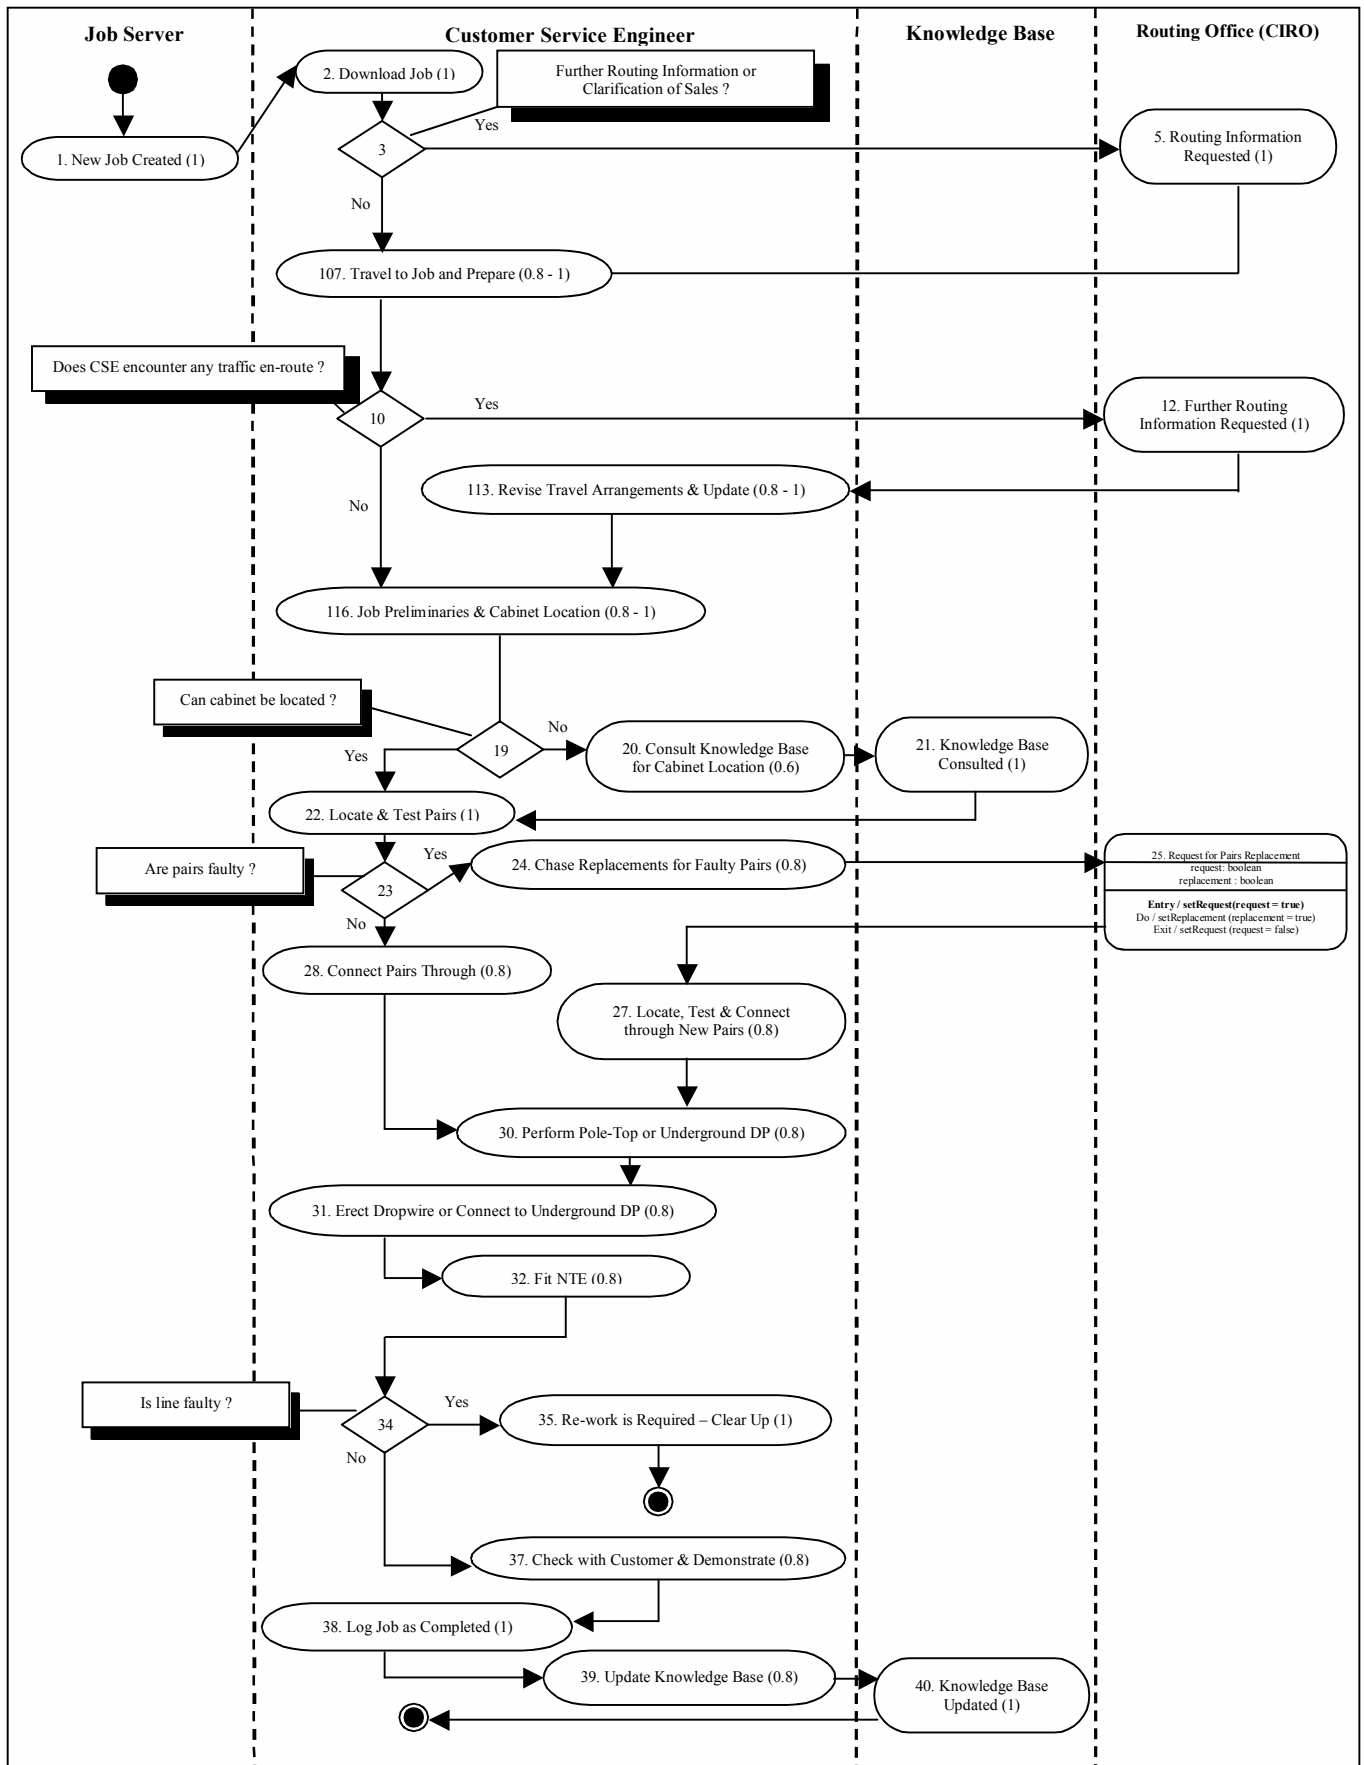 Job Server
Customer Service Engineer
Knowledge Base
Routing Office (CIRO)
2. Download Job (1)
Further Routing Information or
Clarification of Sales ?
Yes
1. New Job Created (1)
3
5. Routing Information
Requested (1)
No
107. Travel to Job and Prepare (0.8 - 1)
Does CSE encounter any traffic en-route ?
Yes
10
12. Further Routing
Information Requested (1)
No
113. Revise Travel Arrangements & Update (0.8 - 1)
116. Job Preliminaries & Cabinet Location (0.8 - 1)
Can cabinet be located ?
No
Yes
19
20. Consult Knowledge Base
for Cabinet Location (0.6)
21. Knowledge Base
Consulted (1)
22. Locate & Test Pairs (1)
Are pairs faulty ?
Yes
23
24. Chase Replacements for Faulty Pairs (0.8)
25. Request for Pairs Replacement
request: boolean
replacement : boolean
Entry / setRequest(request = true)
Do / setReplacement (replacement = true)
Exit / setRequest (request = false)
No
28. Connect Pairs Through (0.8)
27. Locate, Test & Connect
through New Pairs (0.8)
30. Perform Pole-Top or Underground DP (0.8)
31. Erect Dropwire or Connect to Underground DP (0.8)
32. Fit NTE (0.8)
Is line faulty ?
Yes
34
35. Re-work is Required – Clear Up (1)
No
37. Check with Customer & Demonstrate (0.8)
38. Log Job as Completed (1)
39. Update Knowledge Base (0.8)
40. Knowledge Base
Updated (1)